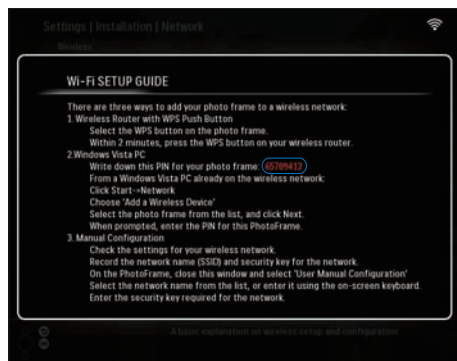 Settings | Installation | Network
Wireless
Wi-Fi SETUP GUIDE
There are three ways to add your photo frame to a wireless network:
1. Wireless Router with WPS Push Button
Select the WPS button on the photo frame.
Within 2 minutes, press the WPS button on your wireless router.
2.Windows Vista PC
Write down this PIN for your photo frame: 65709412
From a Windows Vista PC already on the wireless network:
Click Start->Network
Choose 'Add a Wireless Device'
Select the photo frame from the list, and click Next.
When prompted, enter the PIN for this PhotoFrame.
3. Manual Configuration
Check the settings for your wireless network.
Record the network name (SSID) and security key for the network.
On the PhotoFrame, close this window and select 'User Manual Configuration'
Select the network name from the list, or enter it using the on-screen keyboard.
Enter the security key required for the network.
A basic explanation on wireless setup and configuration